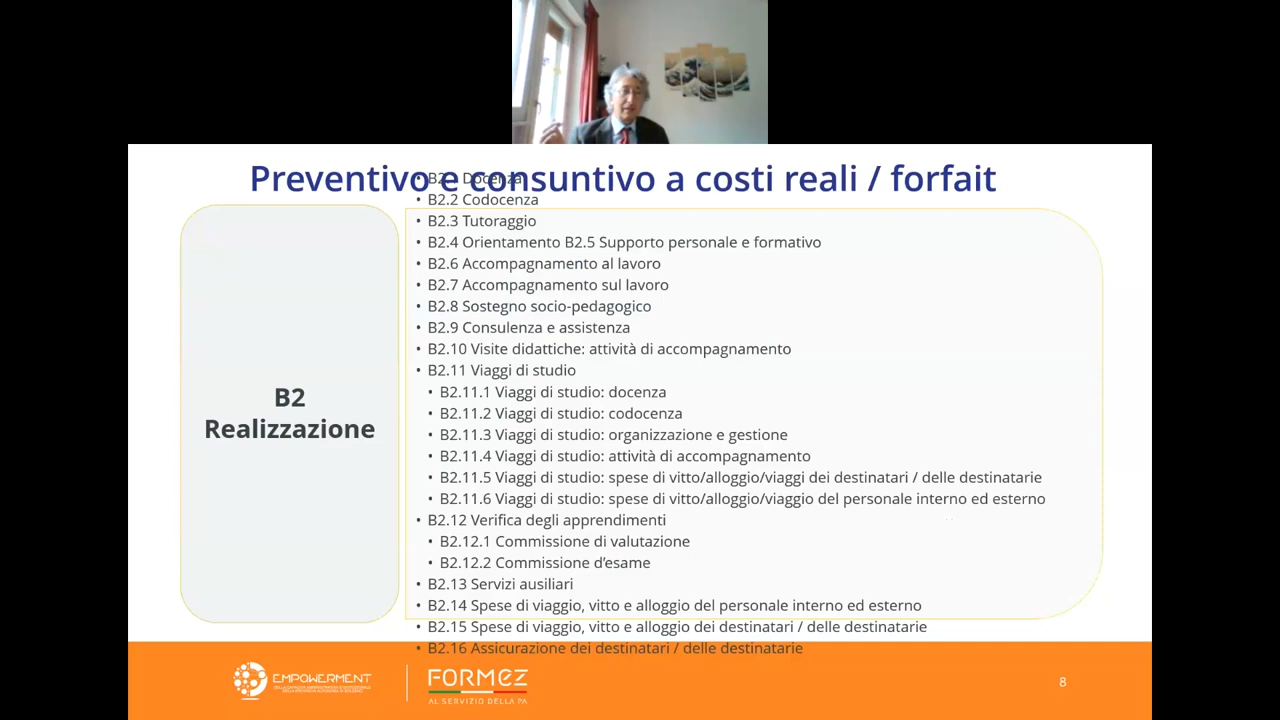 Preventivo e consuntivo a costi reali / forfait
• B2.1 Docenza
• B2.2 Codocenza
• B2.3 Tutoraggio
• B2.4 Orientamento B2.5 Supporto personale e formativo
• B2.6 Accompagnamento al lavoro
• B2.7 Accompagnamento sul lavoro
• B2.8 Sostegno socio-pedagogico
• B2.9 Consulenza e assistenza
• B2.10 Visite didattiche: attività di accompagnamento
• B2.11 Viaggi di studio
• B2.11.1 Viaggi di studio: docenza
• B2.11.2 Viaggi di studio: codocenza
• B2.11.3 Viaggi di studio: organizzazione e gestione
• B2.11.4 Viaggi di studio: attività di accompagnamento
• B2.11.5 Viaggi di studio: spese di vitto/alloggio/viaggi dei destinatari / delle destinatarie
• B2.11.6 Viaggi di studio: spese di vitto/alloggio/viaggio del personale interno ed esterno
• B2.12 Verifica degli apprendimenti
• B2.12.1 Commissione di valutazione
• B2.12.2 Commissione d'esame
• B2.13 Servizi ausiliari
• B2.14 Spese di viaggio, vitto e alloggio del personale interno ed esterno
• B2.15 Spese di viaggio, vitto e alloggio dei destinatari / delle destinatarie
• B2.16 Assicurazione dei destinatari / delle destinatarie
B2
Realizzazione
EMPOWERMENT
FORMEZ
AL SERVIZIO DELLA PA
8